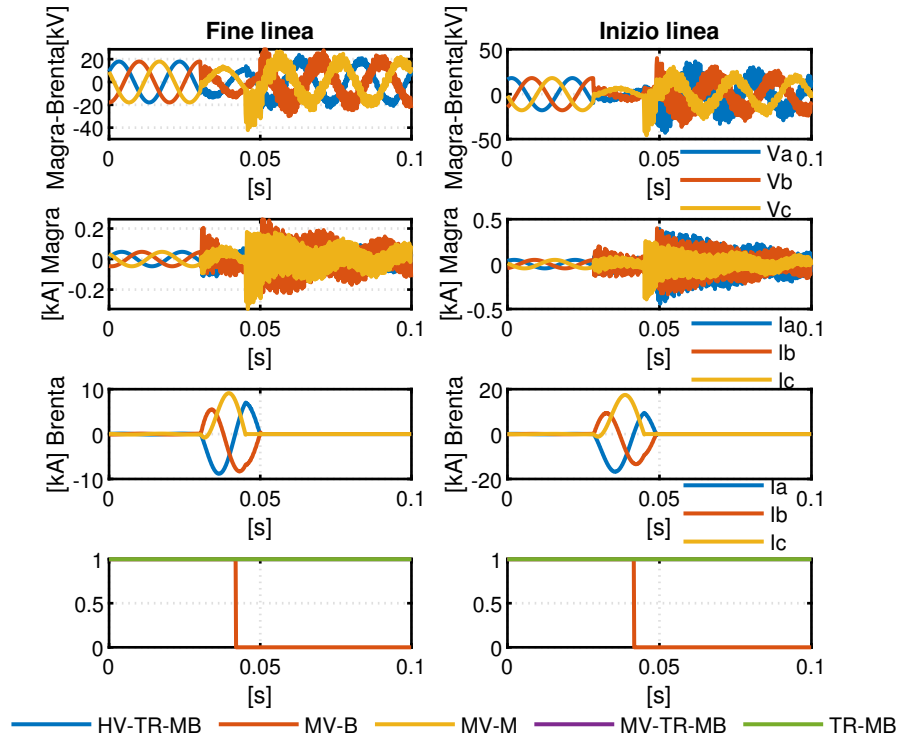 Fine linea
Inizio linea
Magra-Brenta[kV]
20
0
-20
-40
0
0.05
0.1
[s]
Magra-Brenta[kV]
50
0
-50
0
0.05
0.1
[s]
Va
Vb
Vc
[kA] Magra
0.2
0
-0.2
0
0.05
0.1
[s]
[kA] Magra
0.5
0
-0.5
0
0.05
0.1
[s]
Ia
Ib
Ic
[kA] Brenta
10
0
-10
0
0.05
0.1
[s]
[kA] Brenta
20
0
20
0
0.05
0.1
[s]
Ia
Ib
Ic
1
0.5
0
0
0.05
0.1
[s]
1
0.5
0
0
0.05
0.1
[s]
HV-TR-MB MV-B MV-M MV-TR-MB TR-MB